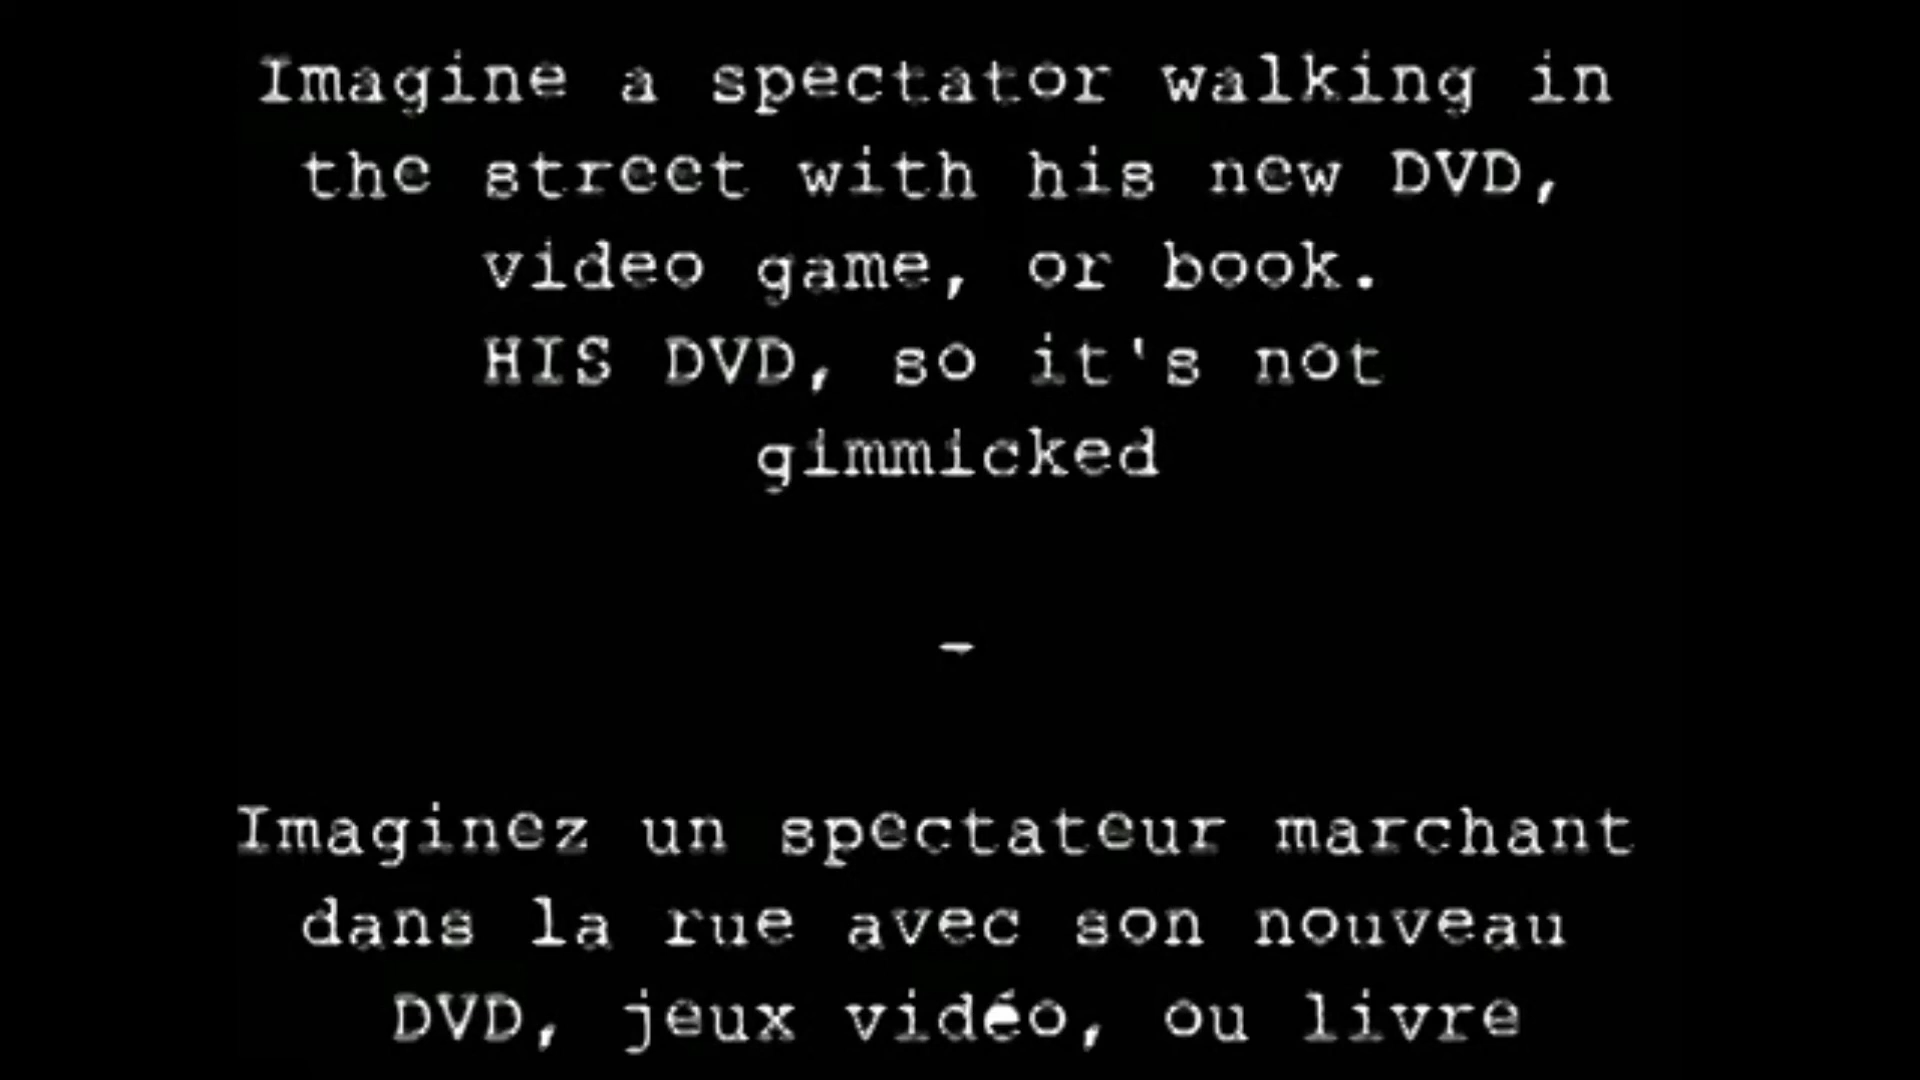 Imagine a spectator walking in
the street with his new DVD,
video game, or book.
HIS DVD, so it's not
gimmicked
-
Imaginez un spectateur marchant
dans la rue avec son nouveau
DVD, jeux vidéo, ou livre